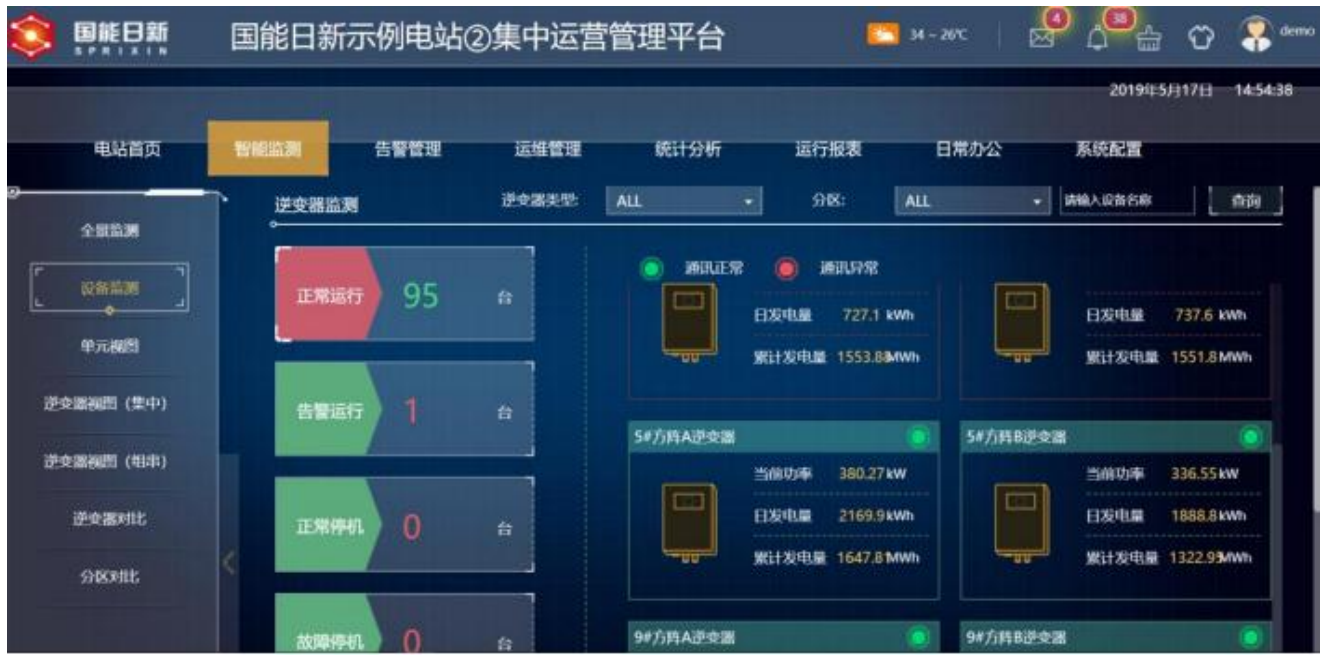 国能日新
SPRIXIN
国能日新示例电站②集中运营管理平台
34 ~ 26℃
4
38
demo
2019年5月17日 14:54:38
电站首页 智能监测 告警管理 运维管理 统计分析 运行报表 日常办公 系统配置
逆变器监测 逆变器类型: ALL 分区: ALL 请输入设备名称 查询
全景监测
设备监测
单元视图
逆变器视图（集中）
逆变器视图（组串）
逆变器对比
分区对比
正常运行 95 台
告警运行 1 台
正常停机 0 台
故障停机 0 台
通讯正常 通讯异常
日发电量 727.1 kWh
累计发电量 1553.88MWh
日发电量 737.6 kWh
累计发电量 1551.8MWh
5#方阵A逆变器
当前功率 380.27kW
日发电量 2169.9kWh
累计发电量 1647.81MWh
5#方阵B逆变器
当前功率 336.55kW
日发电量 1888.8kWh
累计发电量 1322.95MWh
9#方阵A逆变器
9#方阵B逆变器